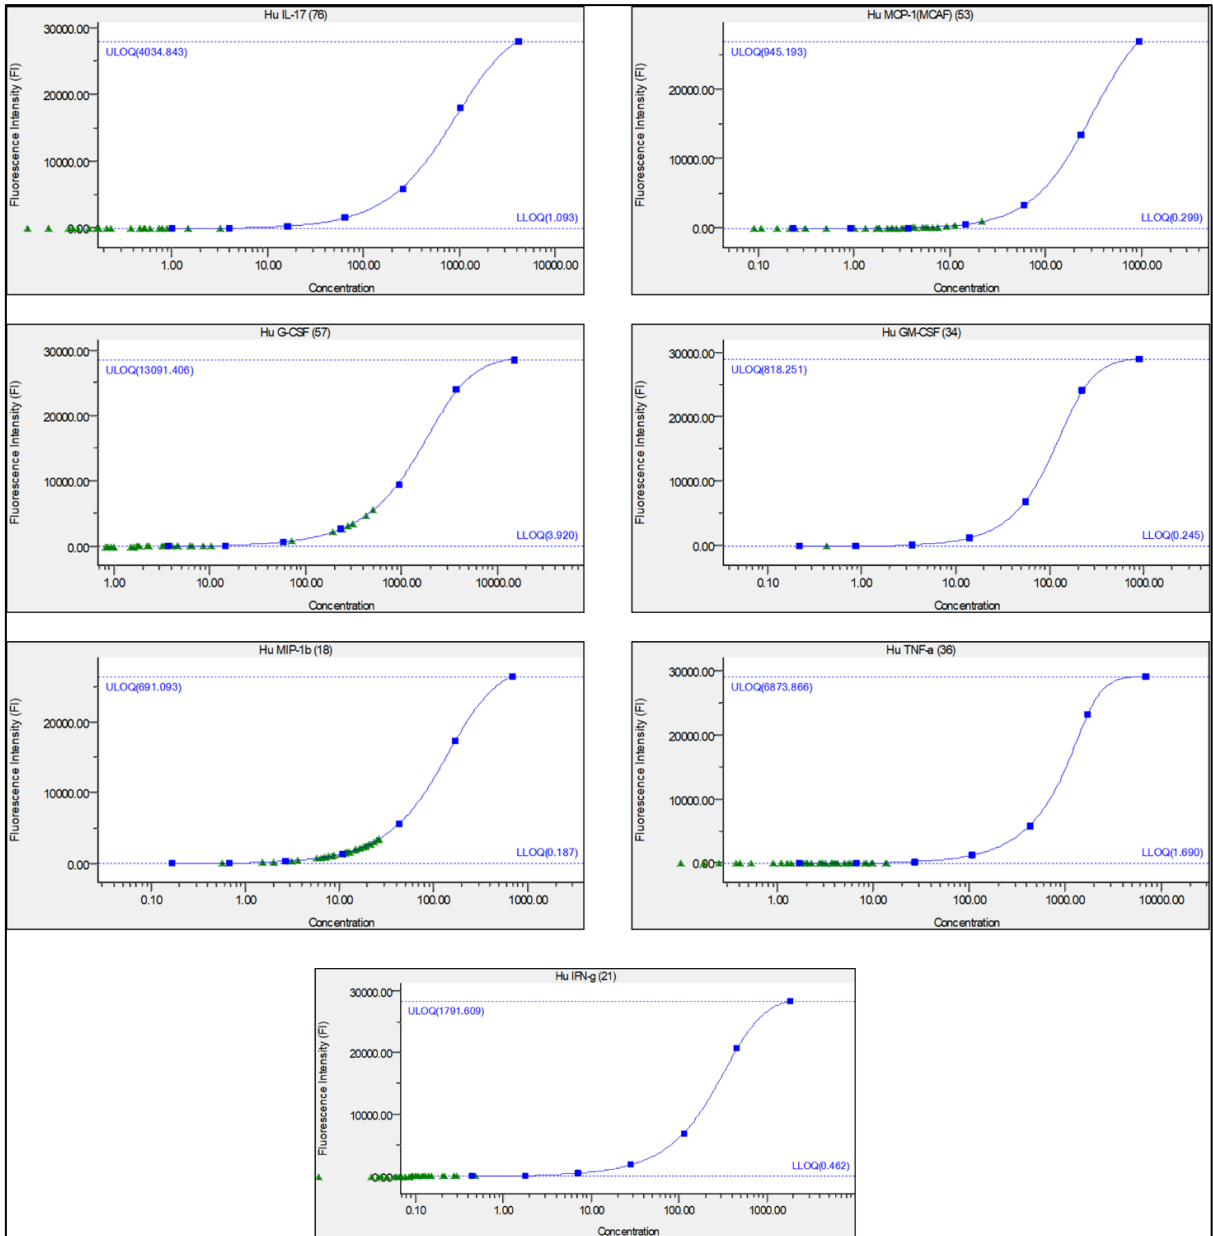 Hu IL-17 (76)
Fluorescence Intensity (FI)
30000.00
20000.00
10000.00
0.00
ULOQ(4034.843)
LLOQ(1.093)
1.00 10.00 100.00 1000.00 10000.00
Concentration
Hu MCP-1(MCAF) (53)
Fluorescence Intensity (FI)
20000.00
10000.00
0.00
ULOQ(945.193)
LLOQ(0.299)
0.10 1.00 10.00 100.00 1000.00
Concentration
Hu G-CSF (57)
Fluorescence Intensity (FI)
30000.00
20000.00
10000.00
0.00
ULOQ(13091.406)
LLOQ(3.920)
1.00 10.00 100.00 1000.00 10000.00
Concentration
Hu GM-CSF (34)
Fluorescence Intensity (FI)
30000.00
20000.00
10000.00
0.00
ULOQ(818.251)
LLOQ(0.245)
0.10 1.00 10.00 100.00 1000.00
Concentration
Hu MIP-1b (18)
Fluorescence Intensity (FI)
20000.00
10000.00
0.00
ULOQ(691.093)
LLOQ(0.187)
0.10 1.00 10.00 100.00 1000.00
Concentration
Hu TNF-a (36)
Fluorescence Intensity (FI)
30000.00
20000.00
10000.00
0.00
ULOQ(6873.866)
LLOQ(1.690)
1.00 10.00 100.00 1000.00 10000.00
Concentration
Hu IFN-g (21)
Fluorescence Intensity (FI)
30000.00
20000.00
10000.00
0.00
ULOQ(1791.609)
LLOQ(0.462)
0.10 1.00 10.00 100.00 1000.00
Concentration